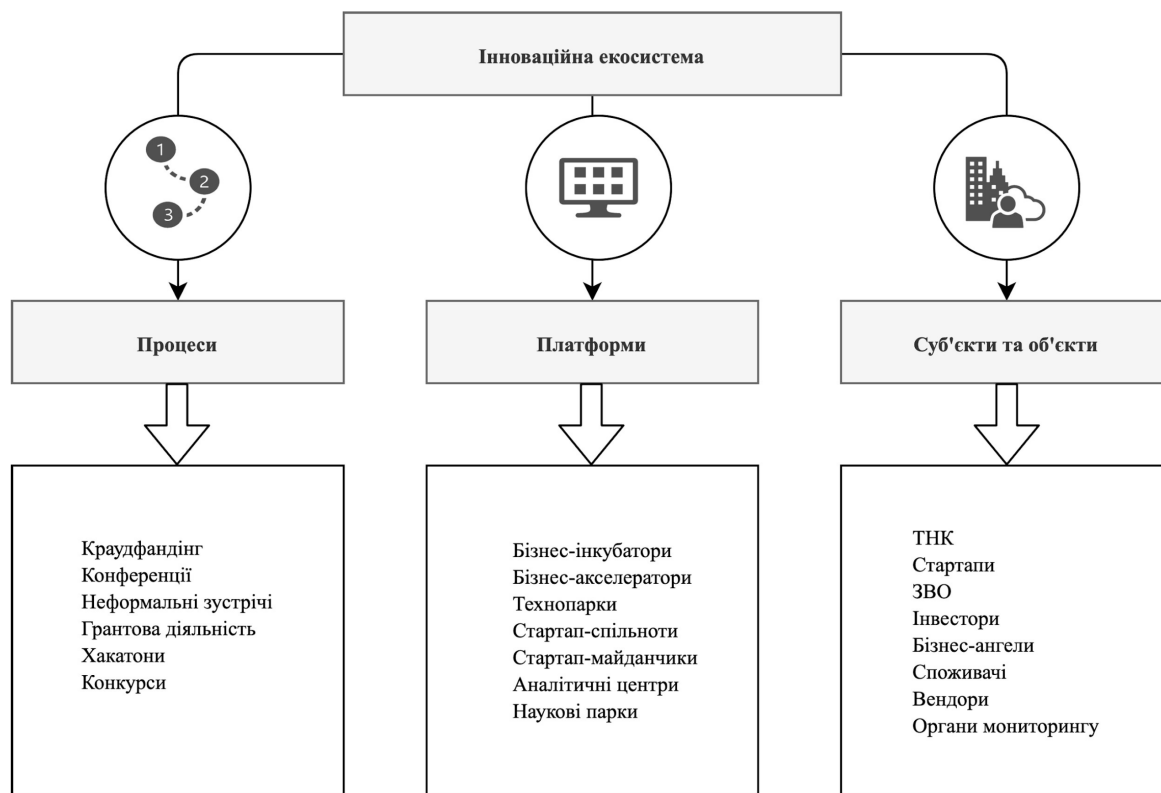 Інноваційна екосистема
1
2
3
Процеси
Платформи
Суб'єкти та об'єкти
Краудфандінг
Конференції
Неформальні зустрічі
Грантова діяльність
Хакатони
Конкурси
Бізнес-інкубатори
Бізнес-акселератори
Технопарки
Стартап-спільноти
Стартап-майданчики
Аналітичні центри
Наукові парки
ТНК
Стартапи
ЗВО
Інвестори
Бізнес-ангели
Споживачі
Вендори
Органи мониторингу